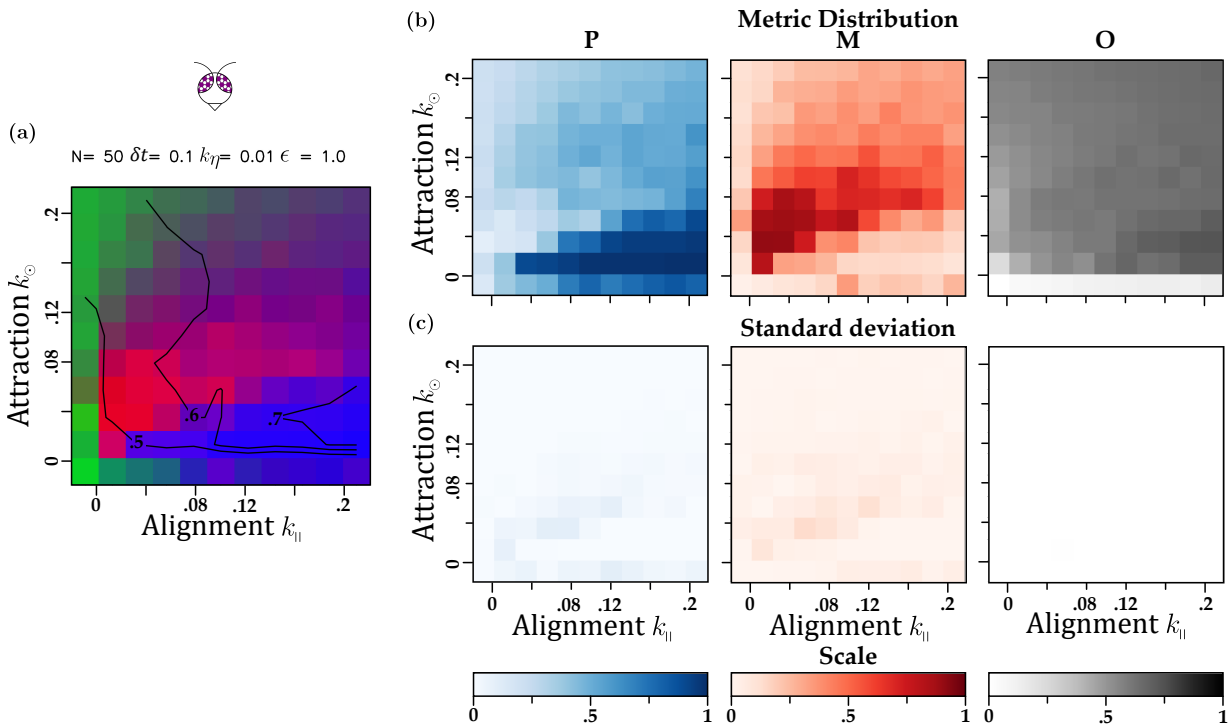 (a)
N= 50 δt= 0.1 kη= 0.01 ϵ = 1.0
Attraction k⊙
.2
.12
.08
0
.5
.6
.7
0
.08
.12
.2
Alignment k||
(b)
Metric Distribution
P
M
O
Attraction k⊙
.2
.12
.08
0
(c)
Standard deviation
Attraction k⊙
.2
.12
.08
0
0 .08 .12 .2
0 .08 .12 .2
0 .08 .12 .2
Alignment k||
Alignment k||
Alignment k||
Scale
0 .5 1
0 .5 1
0 .5 1